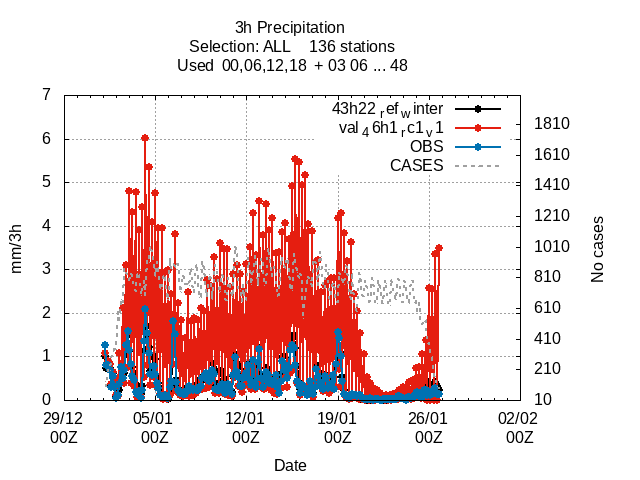 3h Precipitation
Selection: ALL 136 stations
Used 00,06,12,18 + 03 06 ... 48
43h22ref winter
val46h1rc1v1
OBS
CASES
mm/3h
7
6
5
4
3
2
1
0
No cases
1810
1610
1410
1210
1010
810
610
410
210
10
29/12 05/01 12/01 19/01 26/01 02/02
00Z 00Z 00Z 00Z 00Z 00Z
Date